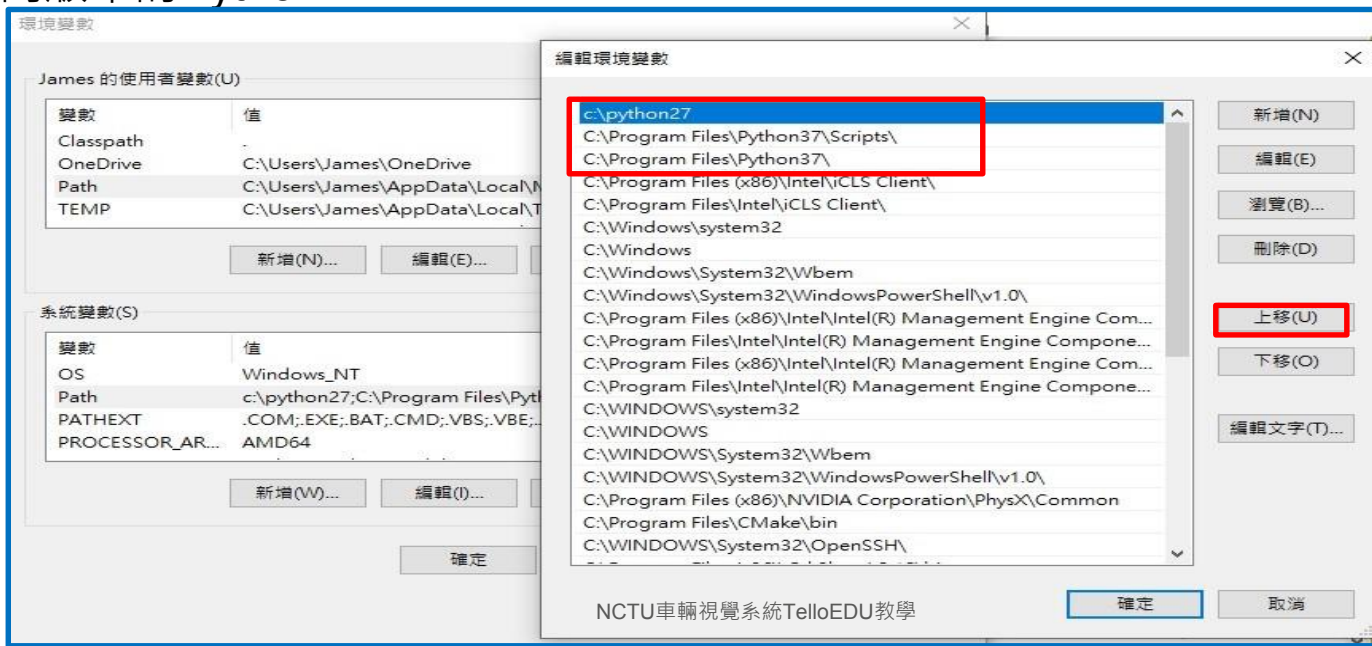 環境變數
James 的使用者變數(U)
變數 值
Classpath .
OneDrive C:\Users\James\OneDrive
Path C:\Users\James\AppData\Local\
TEMP C:\Users\James\AppData\Local\
新增(N)... 編輯(E)...
系統變數(S)
變數 值
OS Windows_NT
Path c:\python27;C:\Program Files\Pyt
PATHEXT .COM;.EXE;.BAT;.CMD;.VBS;.VBE;
PROCESSOR_AR... AMD64
新增(W)... 編輯(I)...
確定
編輯環境變數
c:\python27
C:\Program Files\Python37\Scripts\
C:\Program Files\Python37\
C:\Program Files (x86)\Intel\iCLS Client\
C:\Program Files\Intel\iCLS Client\
C:\Windows\system32
C:\Windows
C:\Windows\System32\Wbem
C:\Windows\System32\WindowsPowerShell\v1.0\
C:\Program Files (x86)\Intel\Intel(R) Management Engine Com...
C:\Program Files\Intel\Intel(R) Management Engine Compone...
C:\Program Files (x86)\Intel\Intel(R) Management Engine Com...
C:\Program Files\Intel\Intel(R) Management Engine Compone...
C:\WINDOWS\system32
C:\WINDOWS
C:\WINDOWS\System32\Wbem
C:\WINDOWS\System32\WindowsPowerShell\v1.0\
C:\Program Files (x86)\NVIDIA Corporation\PhysX\Common
C:\Program Files\CMake\bin
C:\WINDOWS\System32\OpenSSH\
新增(N)
編輯(E)
瀏覽(B)...
刪除(D)
上移(U)
下移(O)
編輯文字(T)...
確定 取消
NCTU車輛視覺系統TelloEDU教學